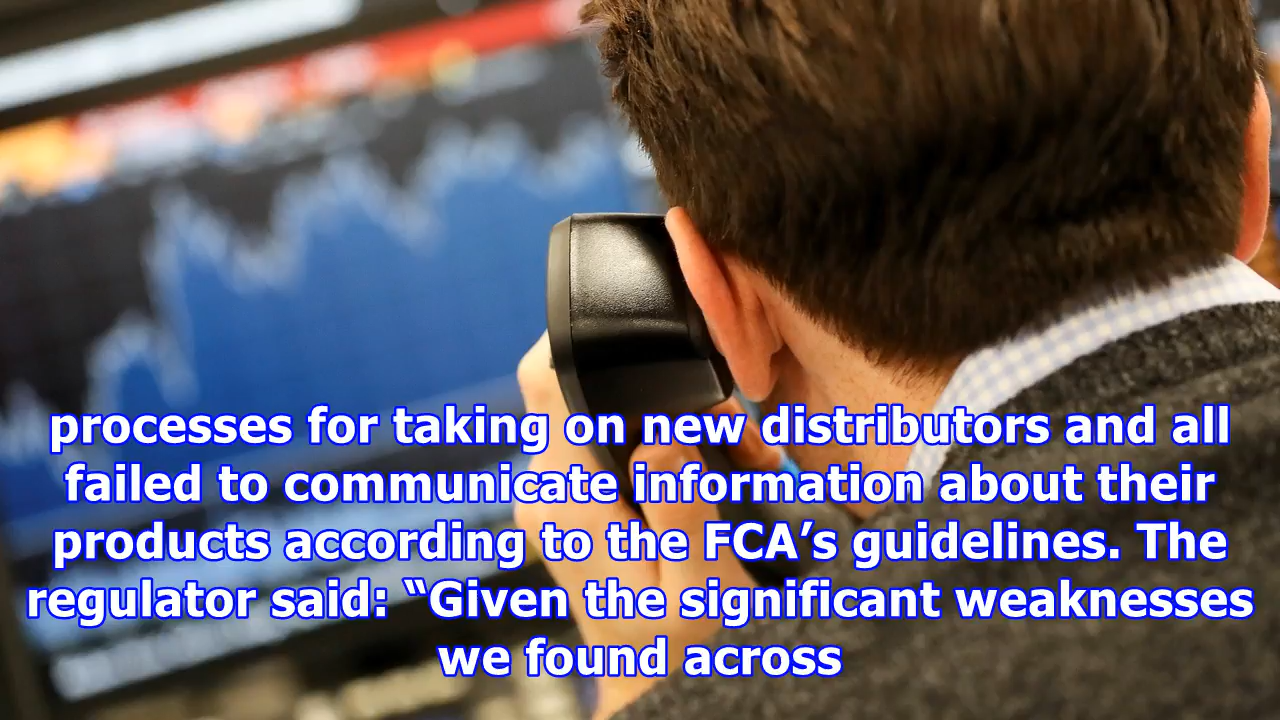 processes for taking on new distributors and all
failed to communicate information about their
products according to the FCA’s guidelines. The
regulator said: “Given the significant weaknesses
we found across